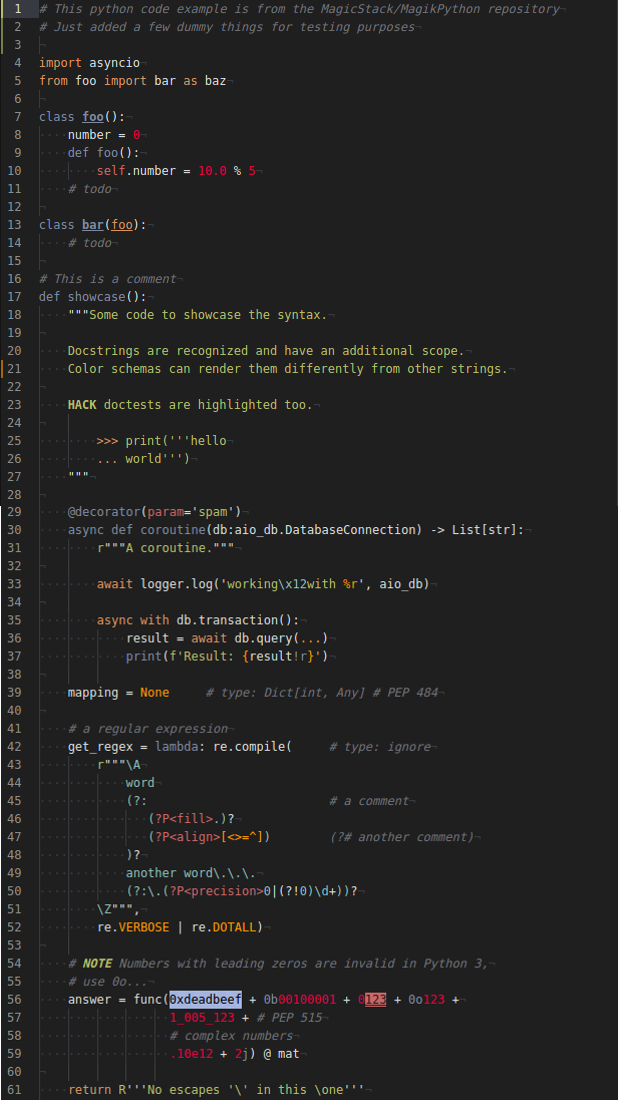 1 # This python code example is from the MagicStack/MagikPython repository
2 # Just added a few dummy things for testing purposes
3
4 import asyncio
5 from foo import bar as baz
6
7 class foo():
8     number = 0
9     def foo():
10         self.number = 10.0 % 5
11     # todo
12
13 class bar(foo):
14     # todo
15
16 # This is a comment
17 def showcase():
18     """Some code to showcase the syntax.
19
20     Docstrings are recognized and have an additional scope.
21     Color schemas can render them differently from other strings.
22
23     HACK doctests are highlighted too.
24
25         >>> print('''hello
26         ... world''')
27     """
28
29     @decorator(param='spam')
30     async def coroutine(db:aio_db.DatabaseConnection) -> List[str]:
31         r"""A coroutine."""
32
33         await logger.log('working\x12with %r', aio_db)
34
35         async with db.transaction():
36             result = await db.query(...)
37             print(f'Result: {result!r}')
38
39     mapping = None     # type: Dict[int, Any] # PEP 484
40
41     # a regular expression
42     get_regex = lambda: re.compile(     # type: ignore
43         r"""\A
44             word
45             (?:                         # a comment
46                (?P<fill>.)?
47                (?P<align>[<>=^])        (?# another comment)
48             )?
49             another word\.\.\.
50             (?:\.(?P<precision>0|(?!0)\d+))?
51         \Z""",
52         re.VERBOSE | re.DOTALL)
53
54     # NOTE Numbers with leading zeros are invalid in Python 3,
55     # use 0o...
56     answer = func(0xdeadbeef + 0b00100001 + 0123 + 0o123 +
57                   1_005_123 + # PEP 515
58                   # complex numbers
59                   .10e12 + 2j) @ mat
60
61     return R'''No escapes '\' in this \one'''